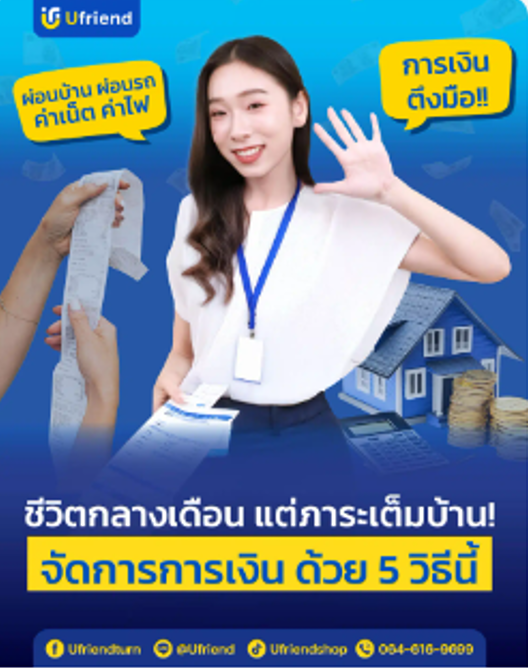 Ufriend
ผ่อนบ้าน ผ่อนรถ
ค่าเน็ต ค่าไฟ
การเงิน
ตึงมือ!!
ชีวิตกลางเดือน แต่ภาระเต็มบ้าน!
จัดการการเงิน ด้วย 5 วิธีนี้
Ufriendturn @Ufriend Ufriendshop 064-616-9699